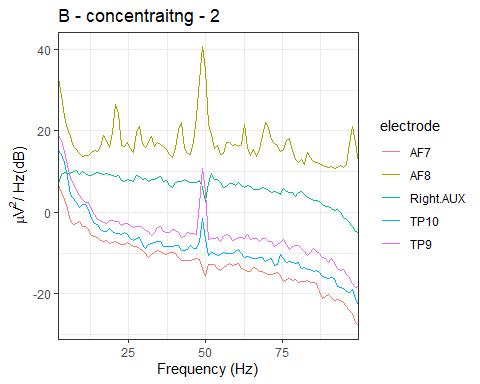 B - concentraitng - 2
40
20
0
-20
μV2/ Hz(dB)
25
50
75
Frequency (Hz)
electrode
AF7
AF8
Right.AUX
TP10
TP9